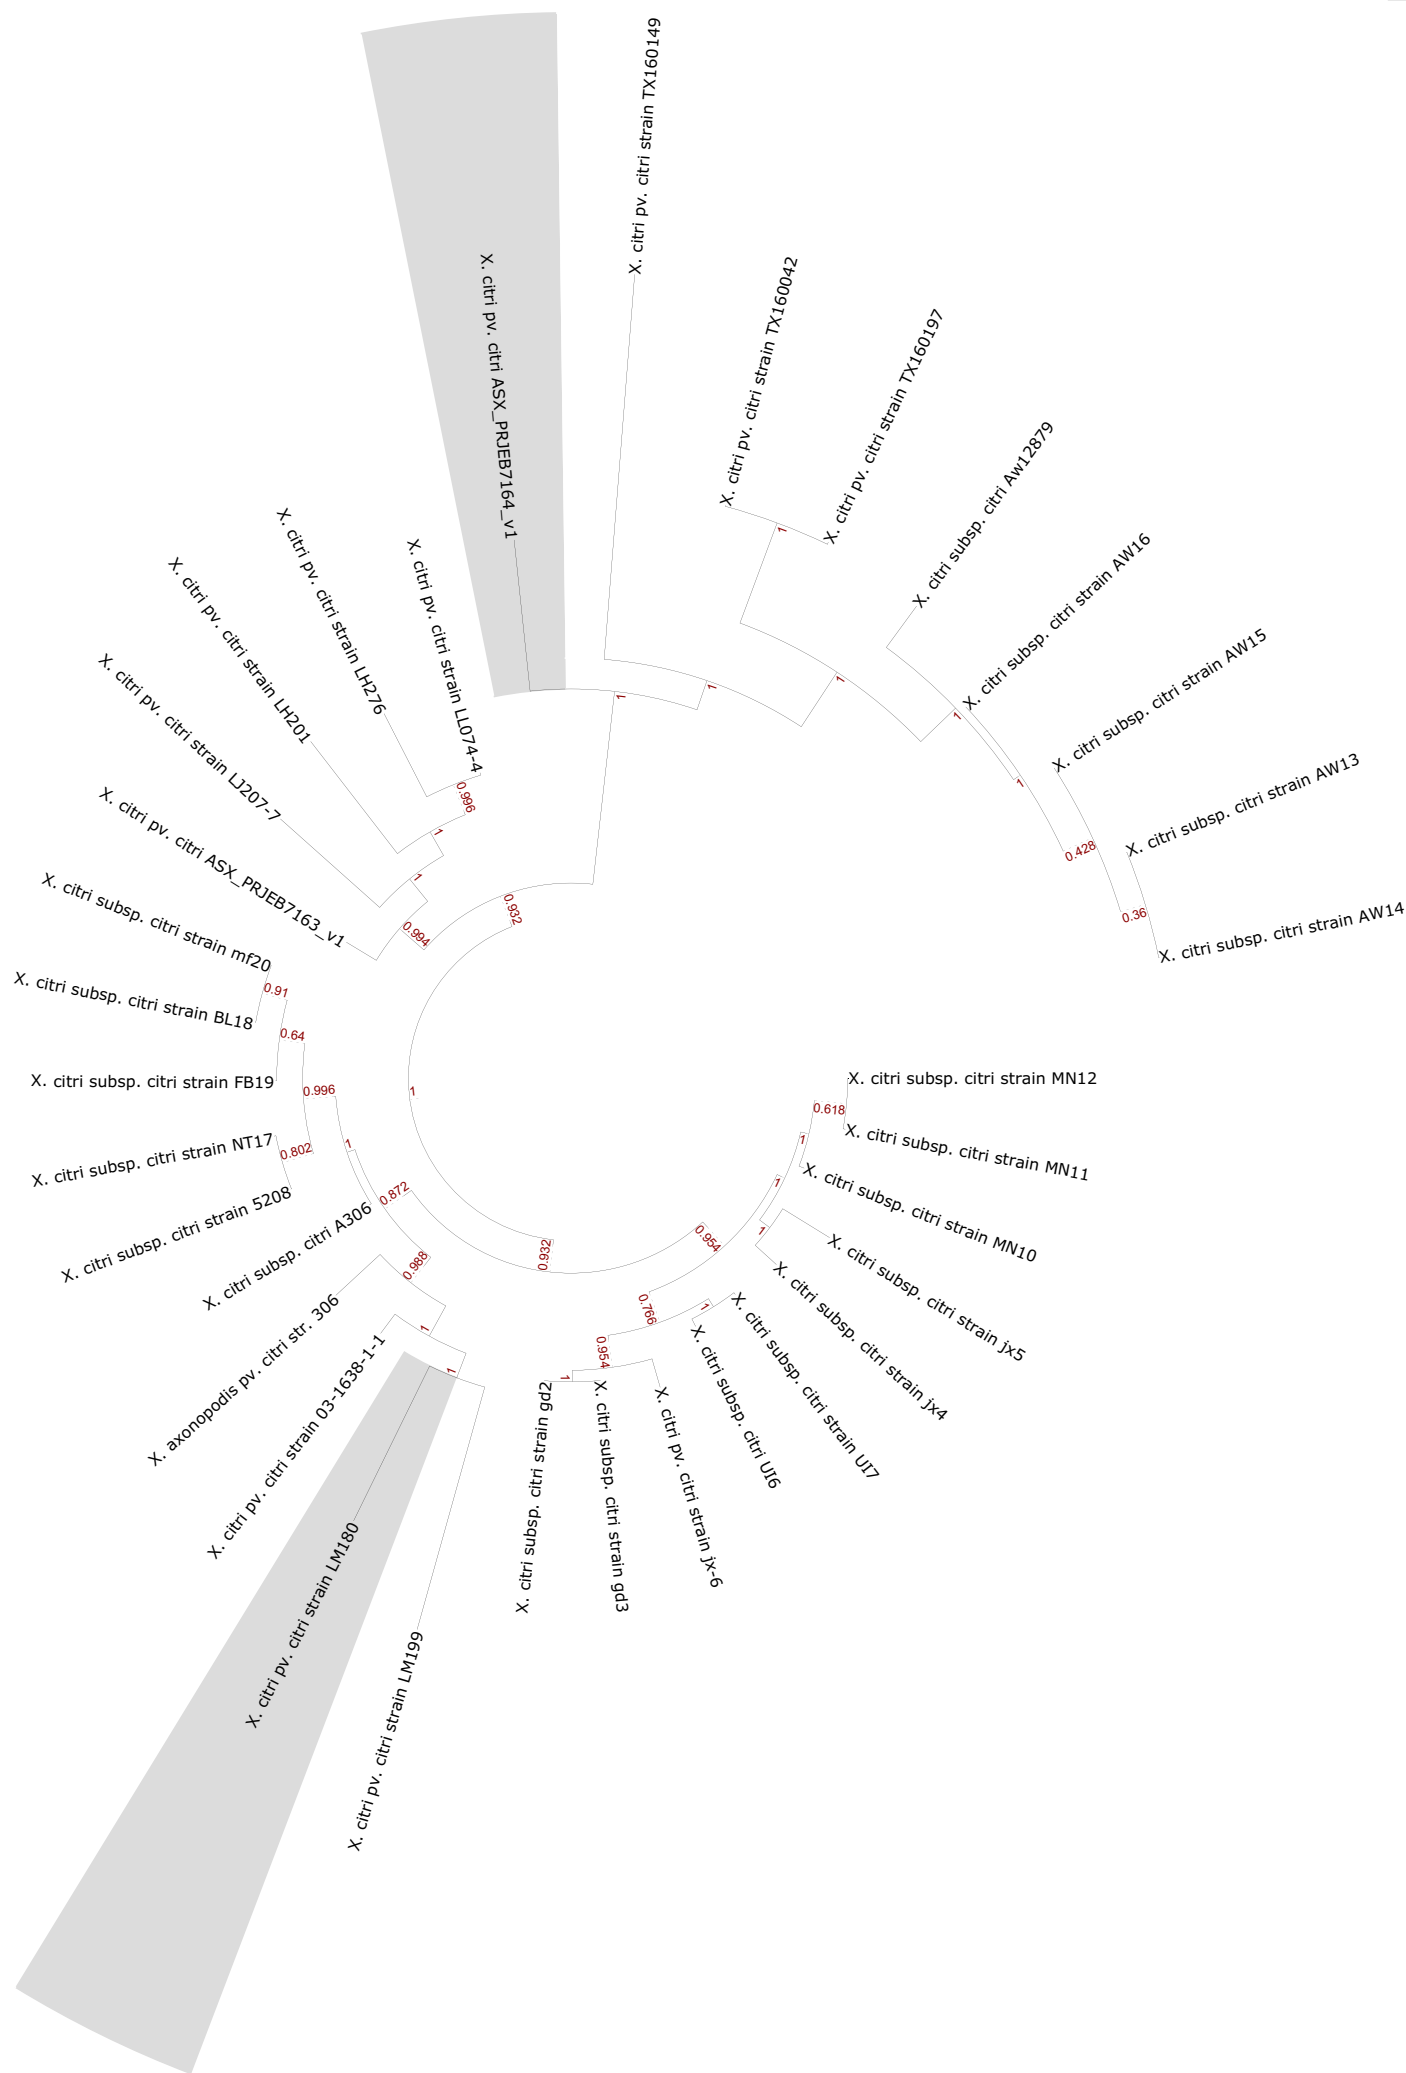 X. citri pv. citri strain TX160149
X. citri pv. citri strain TX160042
X. citri pv. citri strain TX160197
X. citri subsp. citri Aw12879
X. citri subsp. citri strain AW16
X. citri subsp. citri strain AW15
X. citri subsp. citri strain AW13
X. citri subsp. citri strain AW14
X. citri subsp. citri strain MN12
X. citri subsp. citri strain MN11
X. citri subsp. citri strain MN10
X. citri subsp. citri strain jx5
X. citri subsp. citri strain jx4
X. citri subsp. citri strain UI7
X. citri subsp. citri UI6
X. citri pv. citri strain jx-6
X. citri subsp. citri strain gd3
X. citri subsp. citri strain gd2
X. citri pv. citri strain LM199
X. citri pv. citri strain LM180
X. citri pv. citri strain 03-1638-1-1
X. axonopodis pv. citri str. 306
X. citri subsp. citri A306
X. citri subsp. citri strain 5208
X. citri subsp. citri strain NT17
X. citri subsp. citri strain FB19
X. citri subsp. citri strain BL18
X. citri subsp. citri strain mf20
X. citri pv. citri ASX_PRJEB7163_v1
X. citri pv. citri strain LJ207-7
X. citri pv. citri strain LH201
X. citri pv. citri strain LH276
X. citri pv. citri strain LL074-4
X. citri pv. citri ASX_PRJEB7164_v1
1
1
1
1
1
1
0.428
0.36
0.618
1
1
1
0.954
0.766
1
0.954
1
0.932
1
1
0.988
0.872
1
0.996
0.802
0.64
0.91
1
0.932
0.994
1
1
0.996